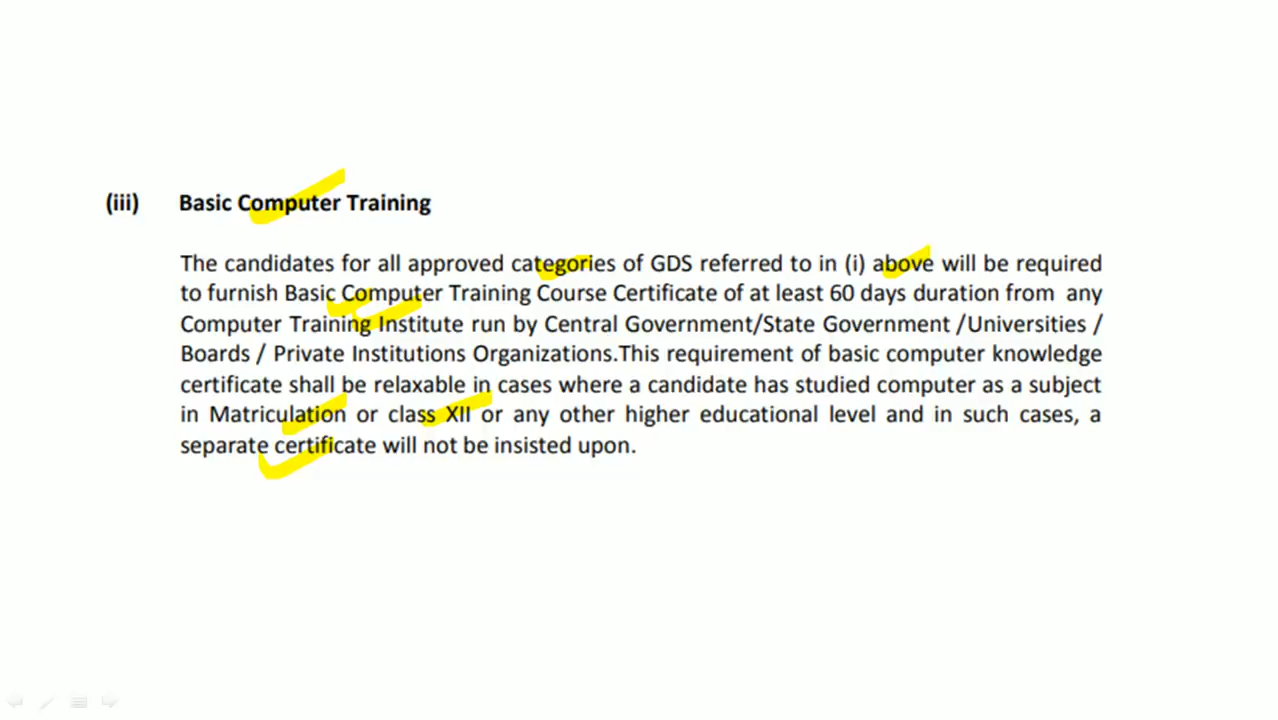 (iii) Basic Computer Training
The candidates for all approved categories of GDS referred to in (i) above will be required
to furnish Basic Computer Training Course Certificate of at least 60 days duration from any
Computer Training Institute run by Central Government/State Government /Universities /
Boards / Private Institutions Organizations.This requirement of basic computer knowledge
certificate shall be relaxable in cases where a candidate has studied computer as a subject
in Matriculation or class XII or any other higher educational level and in such cases, a
separate certificate will not be insisted upon.